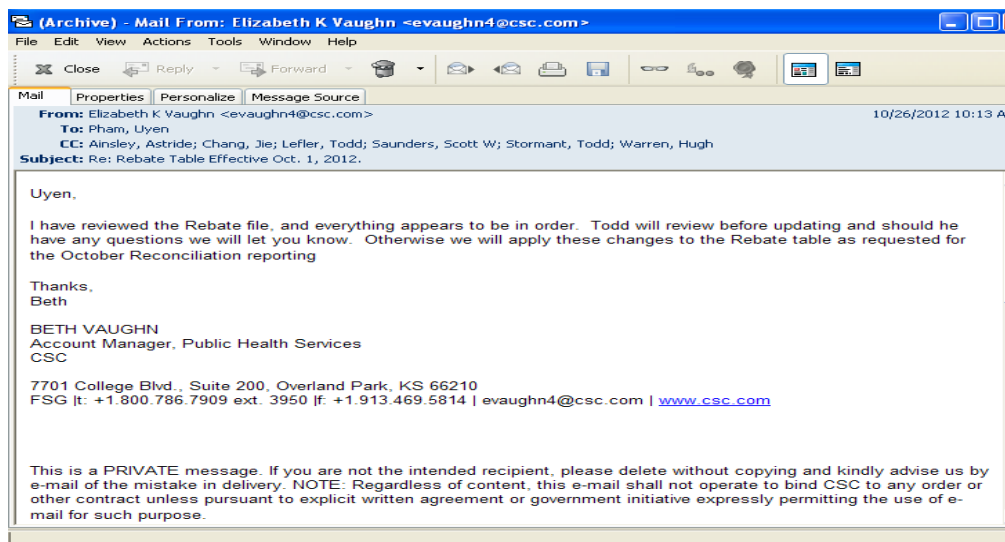 (Archive) - Mail From: Elizabeth K Vaughn <evaughn4@csc.com>
File Edit View Actions Tools Window Help
Close Reply Forward
Mail Properties Personalize Message Source
From: Elizabeth K Vaughn <evaughn4@csc.com> 10/26/2012 10:13 A
To: Pham, Uyen
CC: Ainsley, Astride; Chang, Jie; Lefler, Todd; Saunders, Scott W; Stormant, Todd; Warren, Hugh
Subject: Re: Rebate Table Effective Oct. 1, 2012.
Uyen,
I have reviewed the Rebate file, and everything appears to be in order. Todd will review before updating and should he
have any questions we will let you know. Otherwise we will apply these changes to the Rebate table as requested for
the October Reconciliation reporting
Thanks,
Beth
BETH VAUGHN
Account Manager, Public Health Services
CSC
7701 College Blvd., Suite 200, Overland Park, KS 66210
FSG |t: +1.800.786.7909 ext. 3950 |f: +1.913.469.5814 | evaughn4@csc.com | www.csc.com
This is a PRIVATE message. If you are not the intended recipient, please delete without copying and kindly advise us by
e-mail of the mistake in delivery. NOTE: Regardless of content, this e-mail shall not operate to bind CSC to any order or
other contract unless pursuant to explicit written agreement or government initiative expressly permitting the use of e-
mail for such purpose.